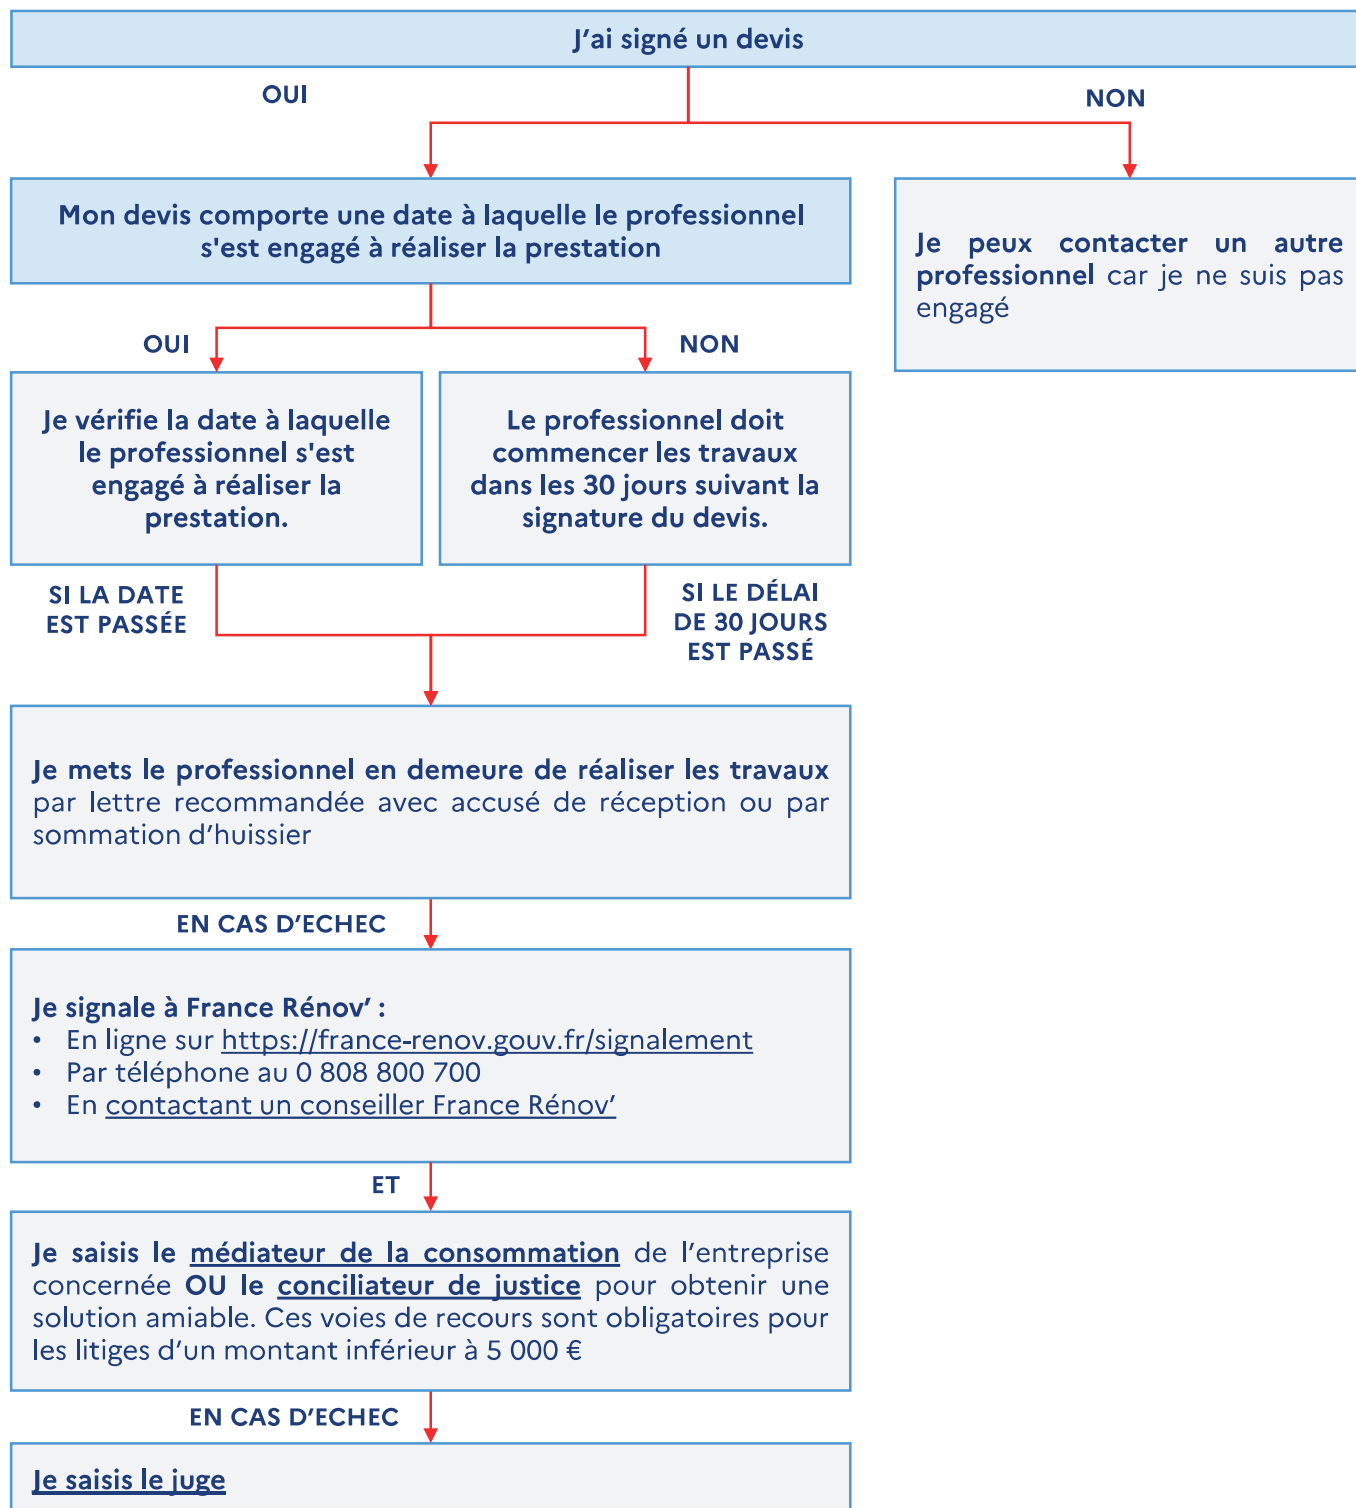 J’ai signé un devis
OUI
NON
Mon devis comporte une date à laquelle le professionnel
s'est engagé à réaliser la prestation
Je peux contacter un autre
professionnel car je ne suis pas
engagé
OUI
NON
Je vérifie la date à laquelle
le professionnel s'est
engagé à réaliser la
prestation.
Le professionnel doit
commencer les travaux
dans les 30 jours suivant la
signature du devis.
SI LA DATE
EST PASSÉE
SI LE DÉLAI
DE 30 JOURS
EST PASSÉ
Je mets le professionnel en demeure de réaliser les travaux
par lettre recommandée avec accusé de réception ou par
sommation d’huissier
EN CAS D’ECHEC
Je signale à France Rénov’ :
• En ligne sur https://france-renov.gouv.fr/signalement
• Par téléphone au 0 808 800 700
• En contactant un conseiller France Rénov’
ET
Je saisis le médiateur de la consommation de l’entreprise
concernée OU le conciliateur de justice pour obtenir une
solution amiable. Ces voies de recours sont obligatoires pour
les litiges d’un montant inférieur à 5 000 €
EN CAS D’ECHEC
Je saisis le juge